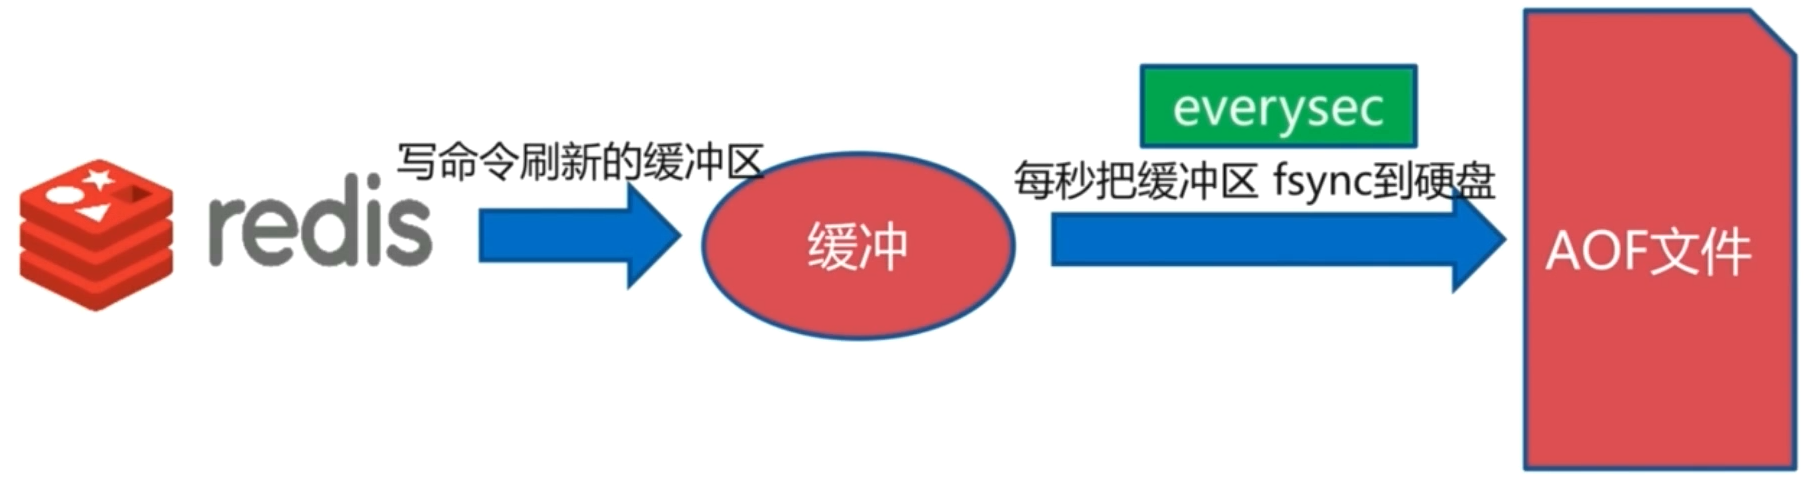 redis
写命令刷新的缓冲区
缓冲
everysec
每秒把缓冲区 fsync到硬盘
AOF文件